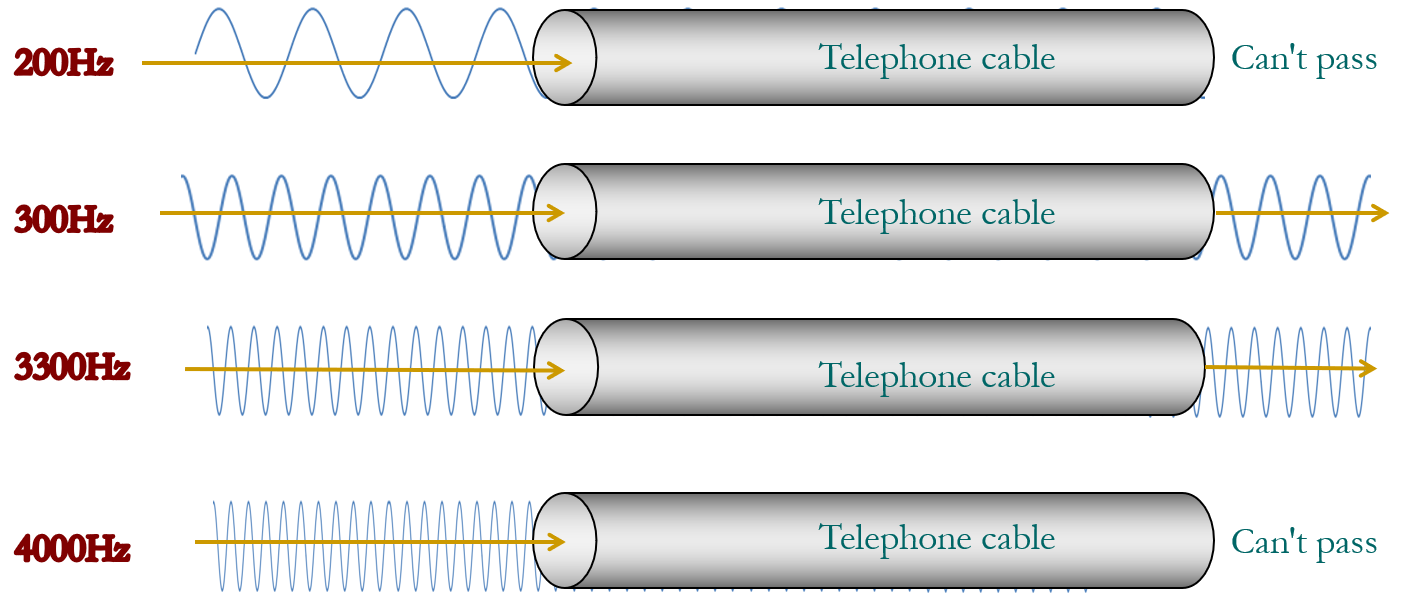 200Hz Telephone cable Can't pass
300Hz Telephone cable
3300Hz Telephone cable
4000Hz Telephone cable Can't pass